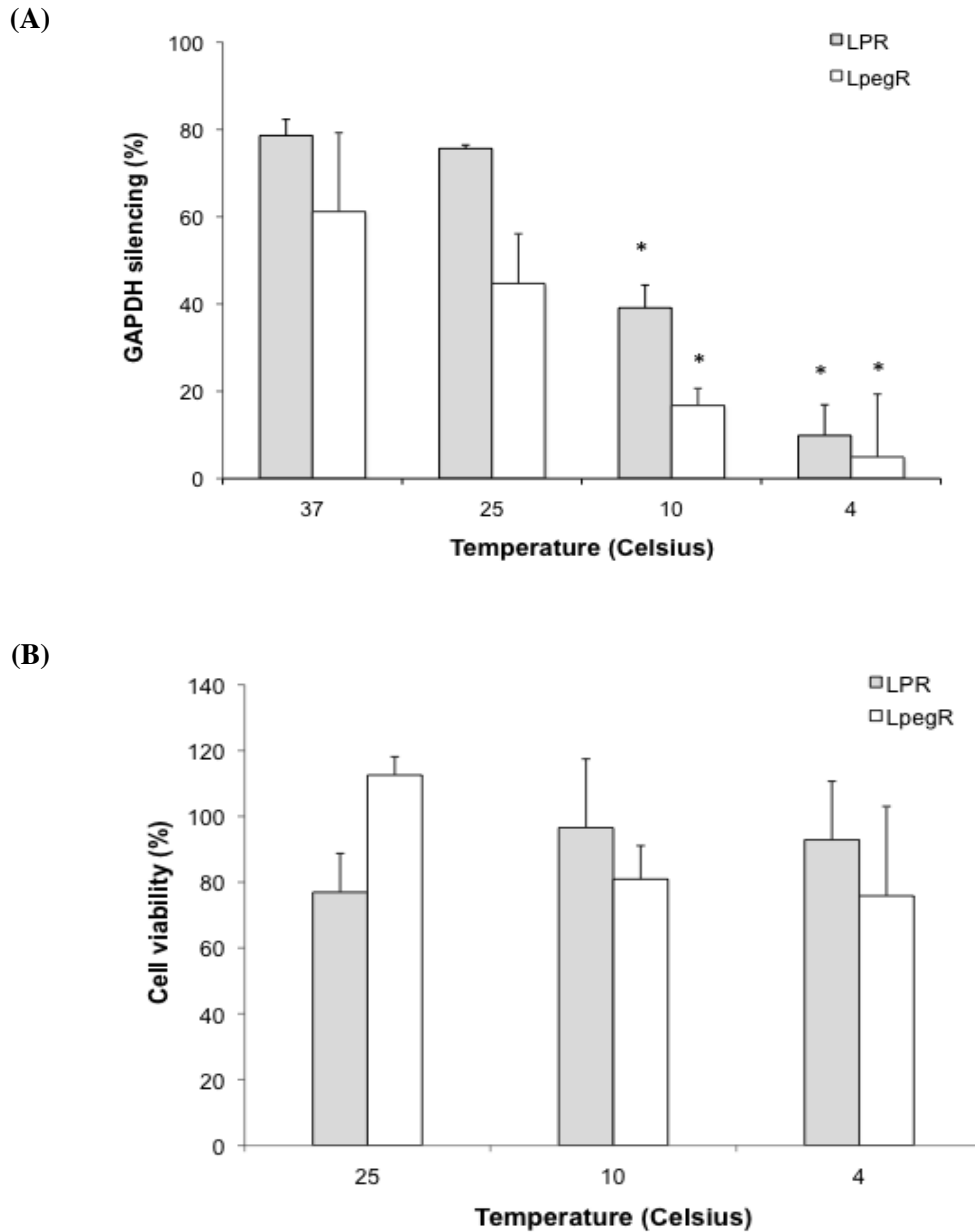 (A)
100
80
60
40
20
0
GAPDH silencing (%)
LPR
LpegR
*
*
*
*
37 25 10 4
Temperature (Celsius)
(B)
140
120
100
80
60
40
20
0
Cell viability (%)
LPR
LpegR
25 10 4
Temperature (Celsius)